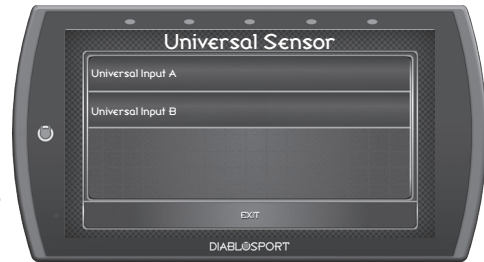 Universal Sensor
Universal Input A
Universal Input B
EXIT
DIABLOSPORT